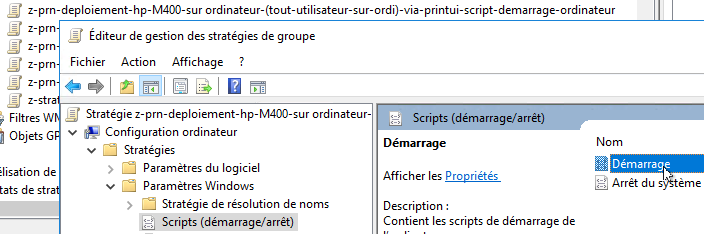 z-prn-deploiement-hp-M400-sur ordinateur-(tout-utilisateur-sur-ordi)-via-printui-script-demarrage-ordinateur
z-prn-
z-prn
z-prn
z-prn
z-strat
Filtres WM
Objets GP
élisation de
tats de strat
Éditeur de gestion des stratégies de groupe
Fichier Action Affichage ?
Stratégie z-prn-deploiement-hp-M400-sur ordinateur-
Configuration ordinateur
Stratégies
Paramètres du logiciel
Paramètres Windows
Stratégie de résolution de noms
Scripts (démarrage/arrêt)
Scripts (démarrage/arrêt)
Démarrage
Afficher les Propriétés
Description :
Contient les scripts de démarrage de
Nom
Démarrage
Arrêt du système